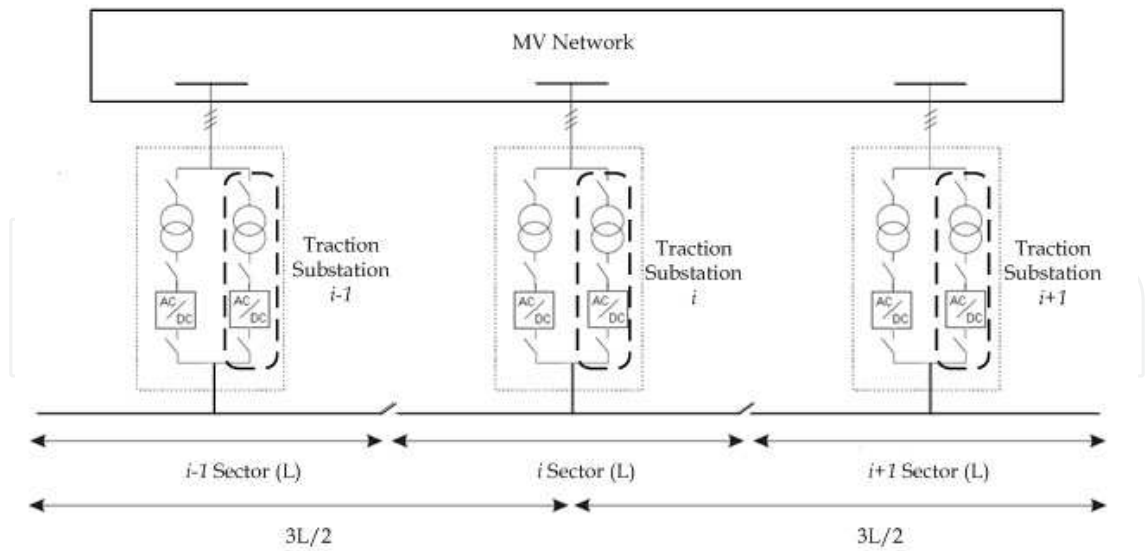 MV Network
Traction
Substation
i-1
Traction
Substation
i
Traction
Substation
i+1
AC
DC
AC
DC
AC
DC
AC
DC
AC
DC
AC
DC
i-1 Sector (L)
i Sector (L)
i+1 Sector (L)
3L/2
3L/2